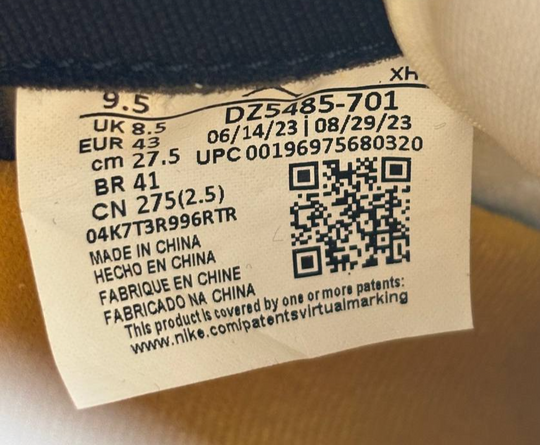 XH
9.5
DZ5485-701
UK 8.5
06/14/23 | 08/29/23
EUR 43
UPC 00196975680320
cm 27.5
BR 41
CN 275(2.5)
04K7T3R996RTR
MADE IN CHINA
HECHO EN CHINA
FABRIQUE EN CHINE
FABRICADO NA CHINA
This product is covered by one or more patents:
www.nike.com/patentsvirtualmarking